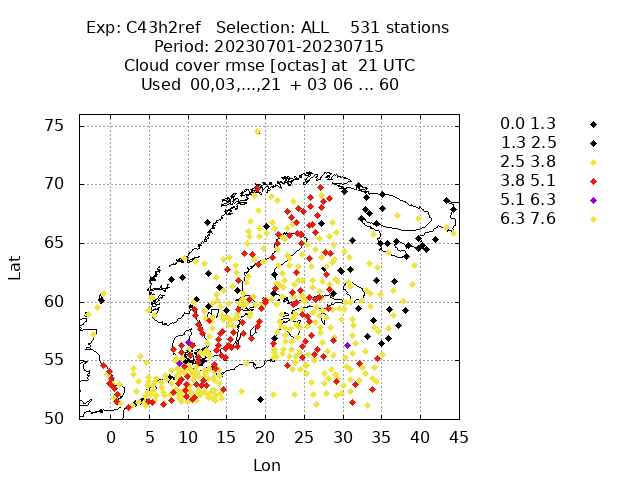 Exp: C43h2ref Selection: ALL 531 stations
Period: 20230701-20230715
Cloud cover rmse [octas] at 21 UTC
Used 00,03,...,21 + 03 06 ... 60
75
70
65
60
55
50
Lat
0 5 10 15 20 25 30 35 40 45
Lon
0.0 1.3
1.3 2.5
2.5 3.8
3.8 5.1
5.1 6.3
6.3 7.6